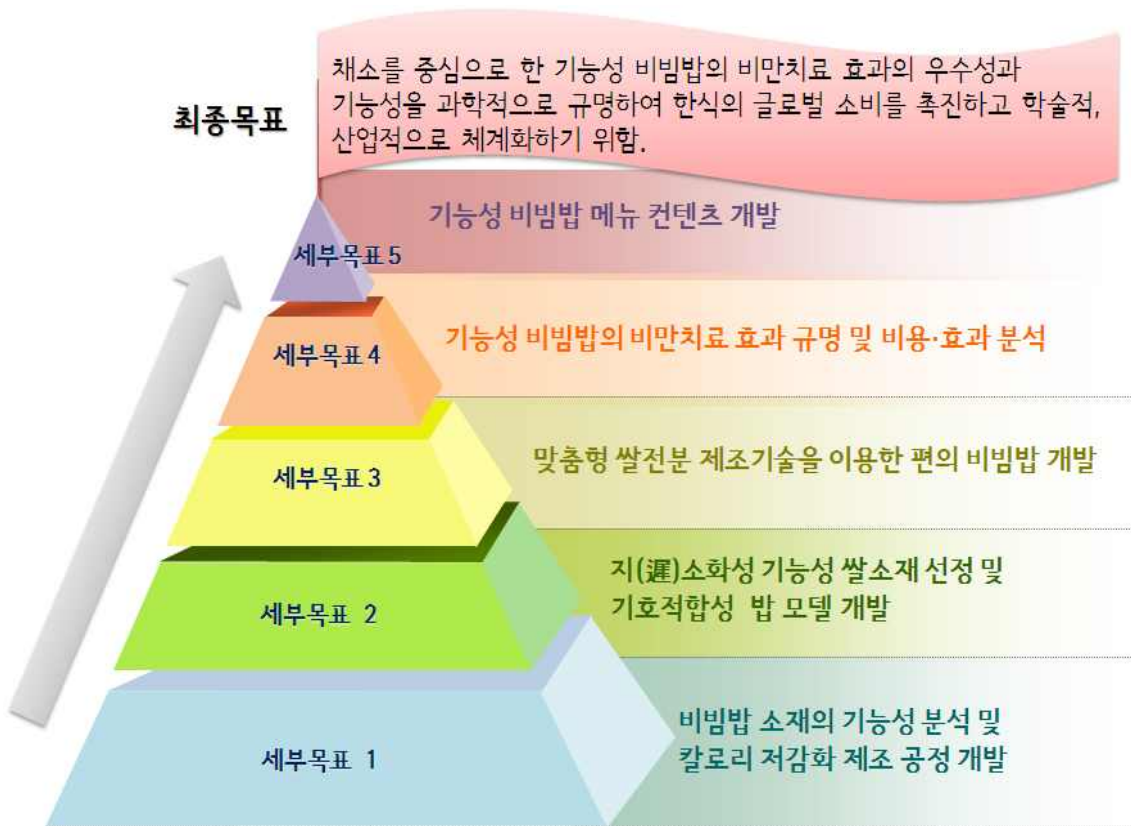 채소를 중심으로 한 기능성 비빔밥의 비만치료 효과의 우수성과
기능성을 과학적으로 규명하여 한식의 글로벌 소비를 촉진하고 학술적,
산업적으로 체계화하기 위함.
최종목표
기능성 비빔밥 메뉴 컨텐츠 개발
세부목표 5
기능성 비빔밥의 비만치료 효과 규명 및 비용·효과 분석
세부목표 4
맞춤형 쌀전분 제조기술을 이용한 편의 비빔밥 개발
세부목표 3
지(遲)소화성 기능성 쌀소재 선정 및
기호적합성 밥 모델 개발
세부목표 2
비빔밥 소재의 기능성 분석 및
칼로리 저감화 제조 공정 개발
세부목표 1